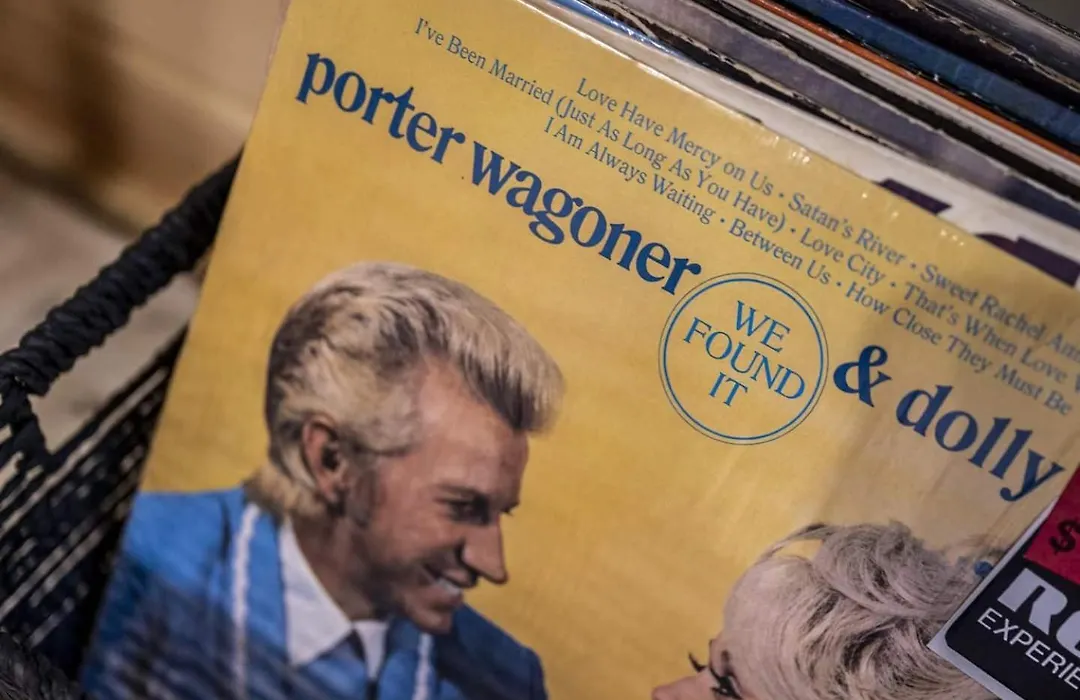 Love Have Mercy on Us • Satan's River • Sweet Rachel
I've Been Married (Just As Long As You Have) • Love City • That's When Love
I Am Always Waiting • Between Us • How Close They Must Be
porter wagoner & dolly
WE
FOUND
IT
$
EXPERIE